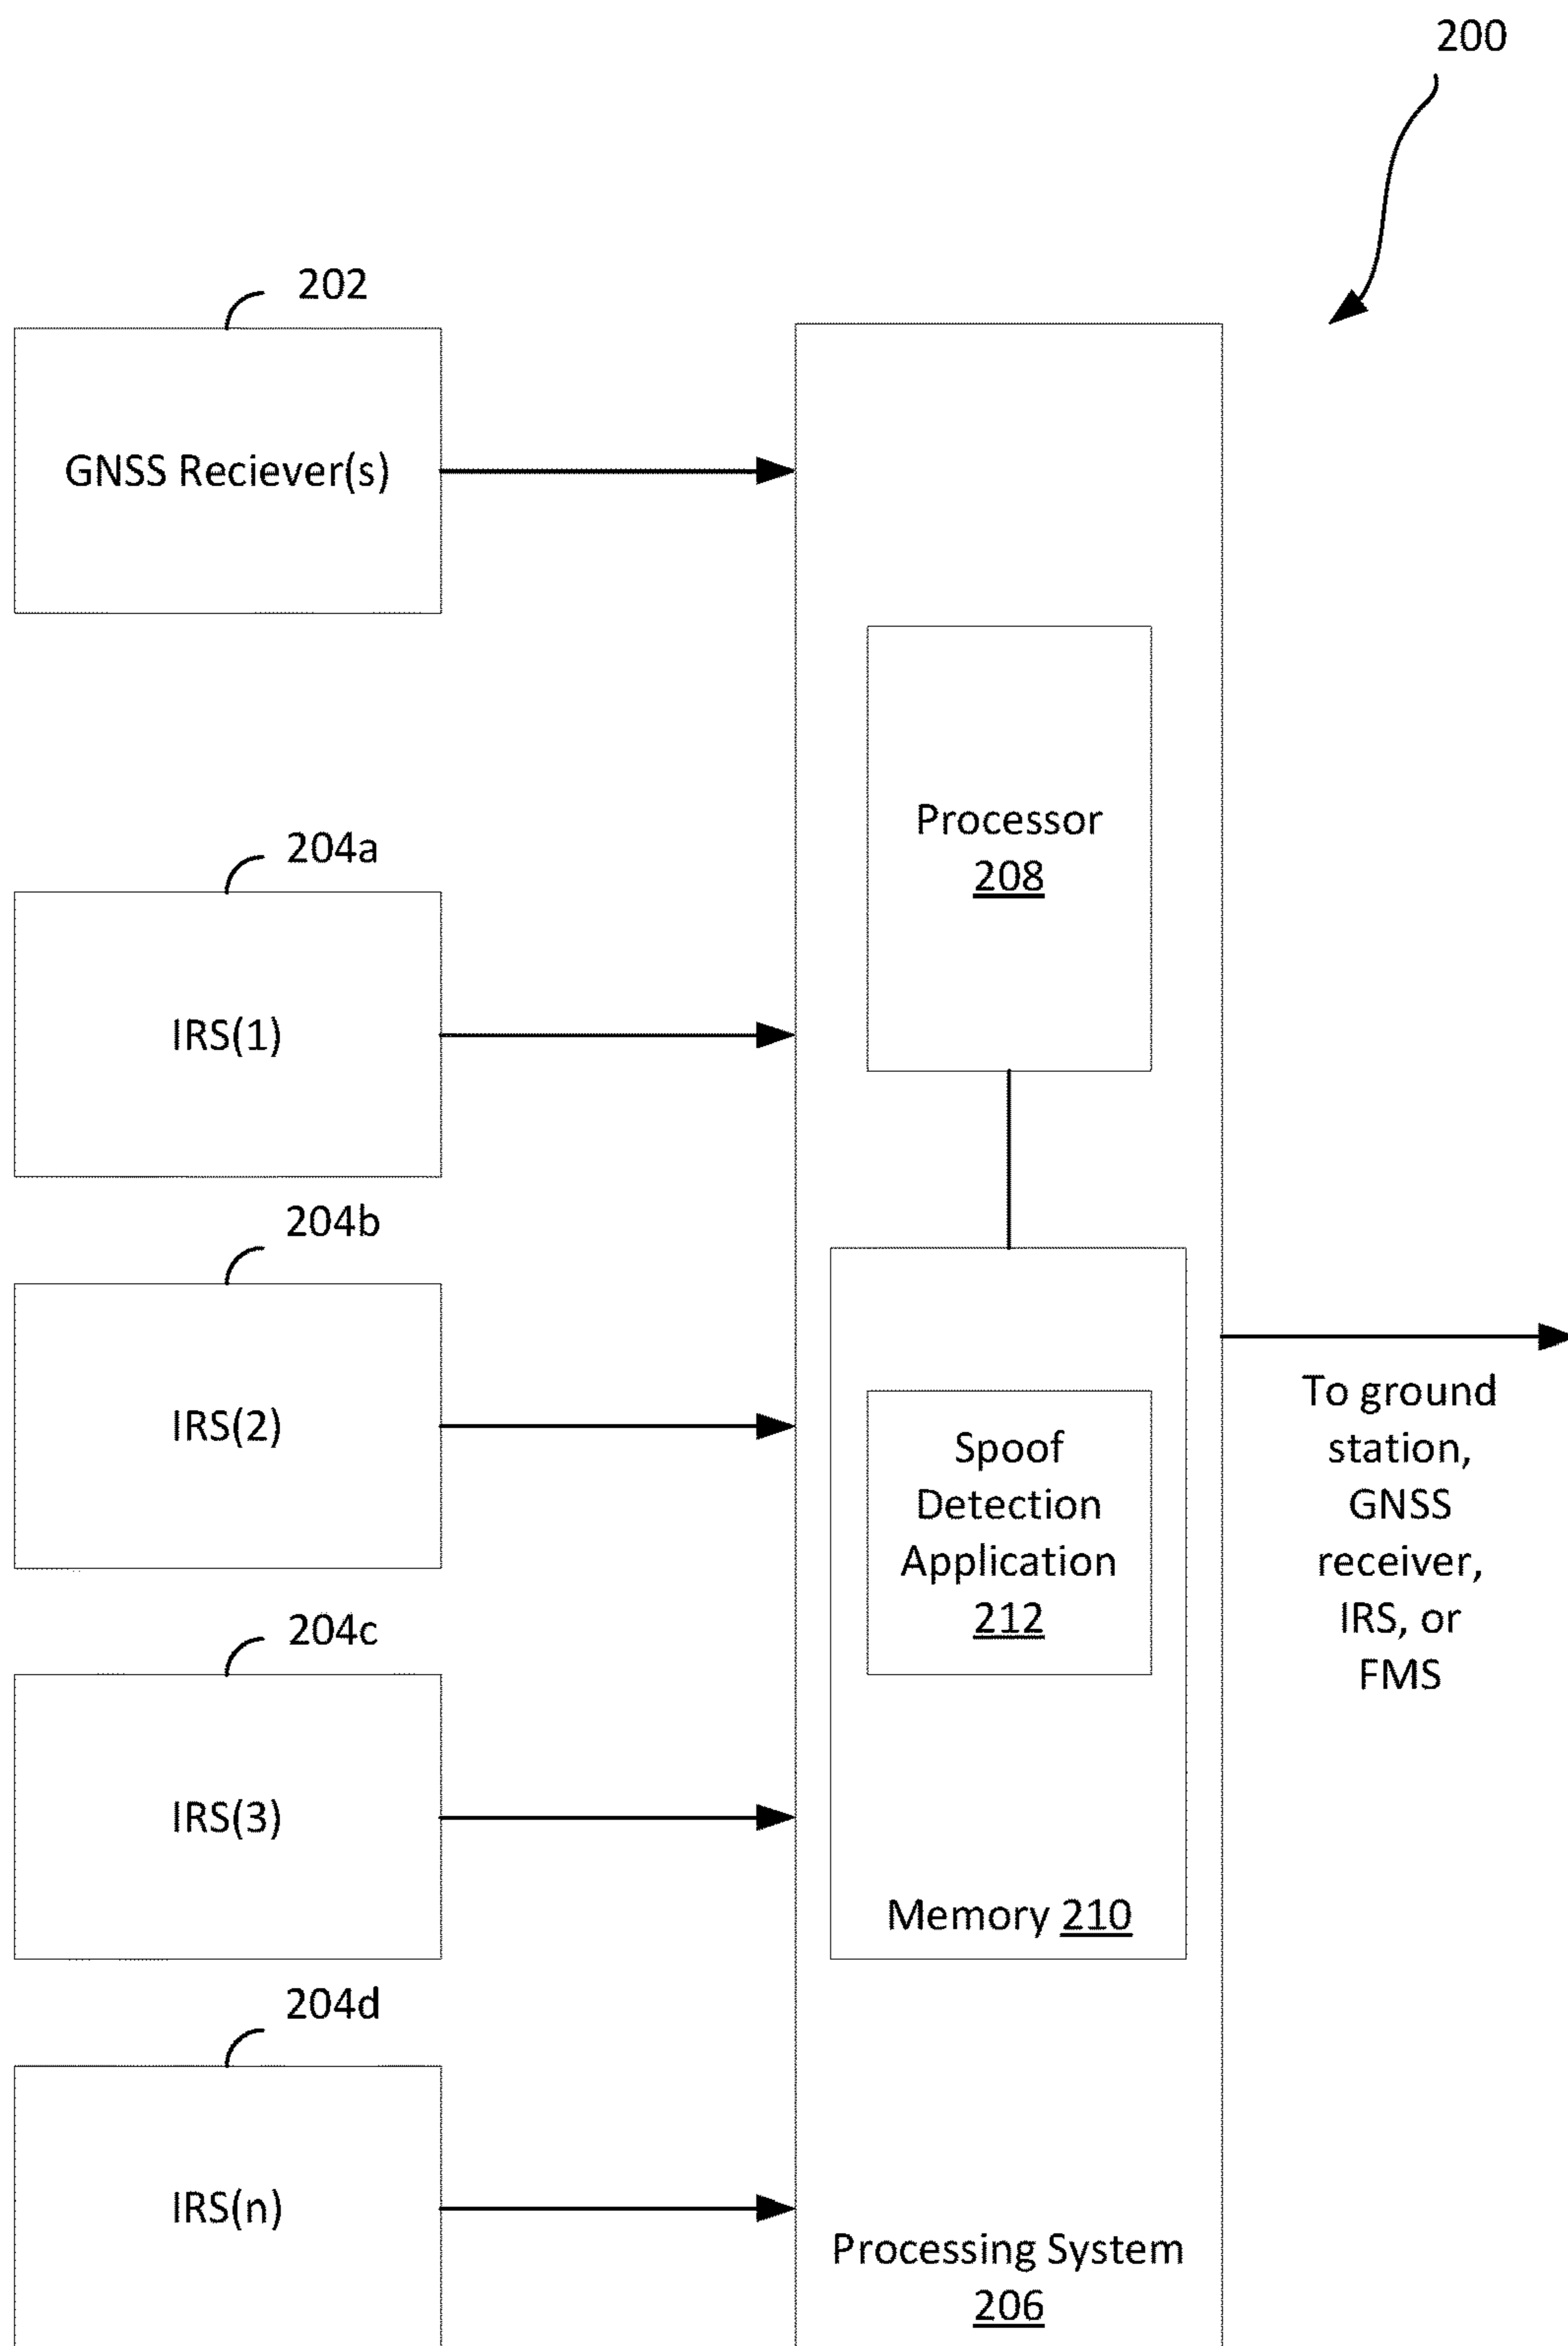 200
202
GNSS Reciever(s)
204a
IRS(1)
204b
IRS(2)
204c
IRS(3)
204d
IRS(n)
Processor
208
Spoof
Detection
Application
212
Memory 210
Processing System
206
To ground
station,
GNSS
receiver,
IRS, or
FMS